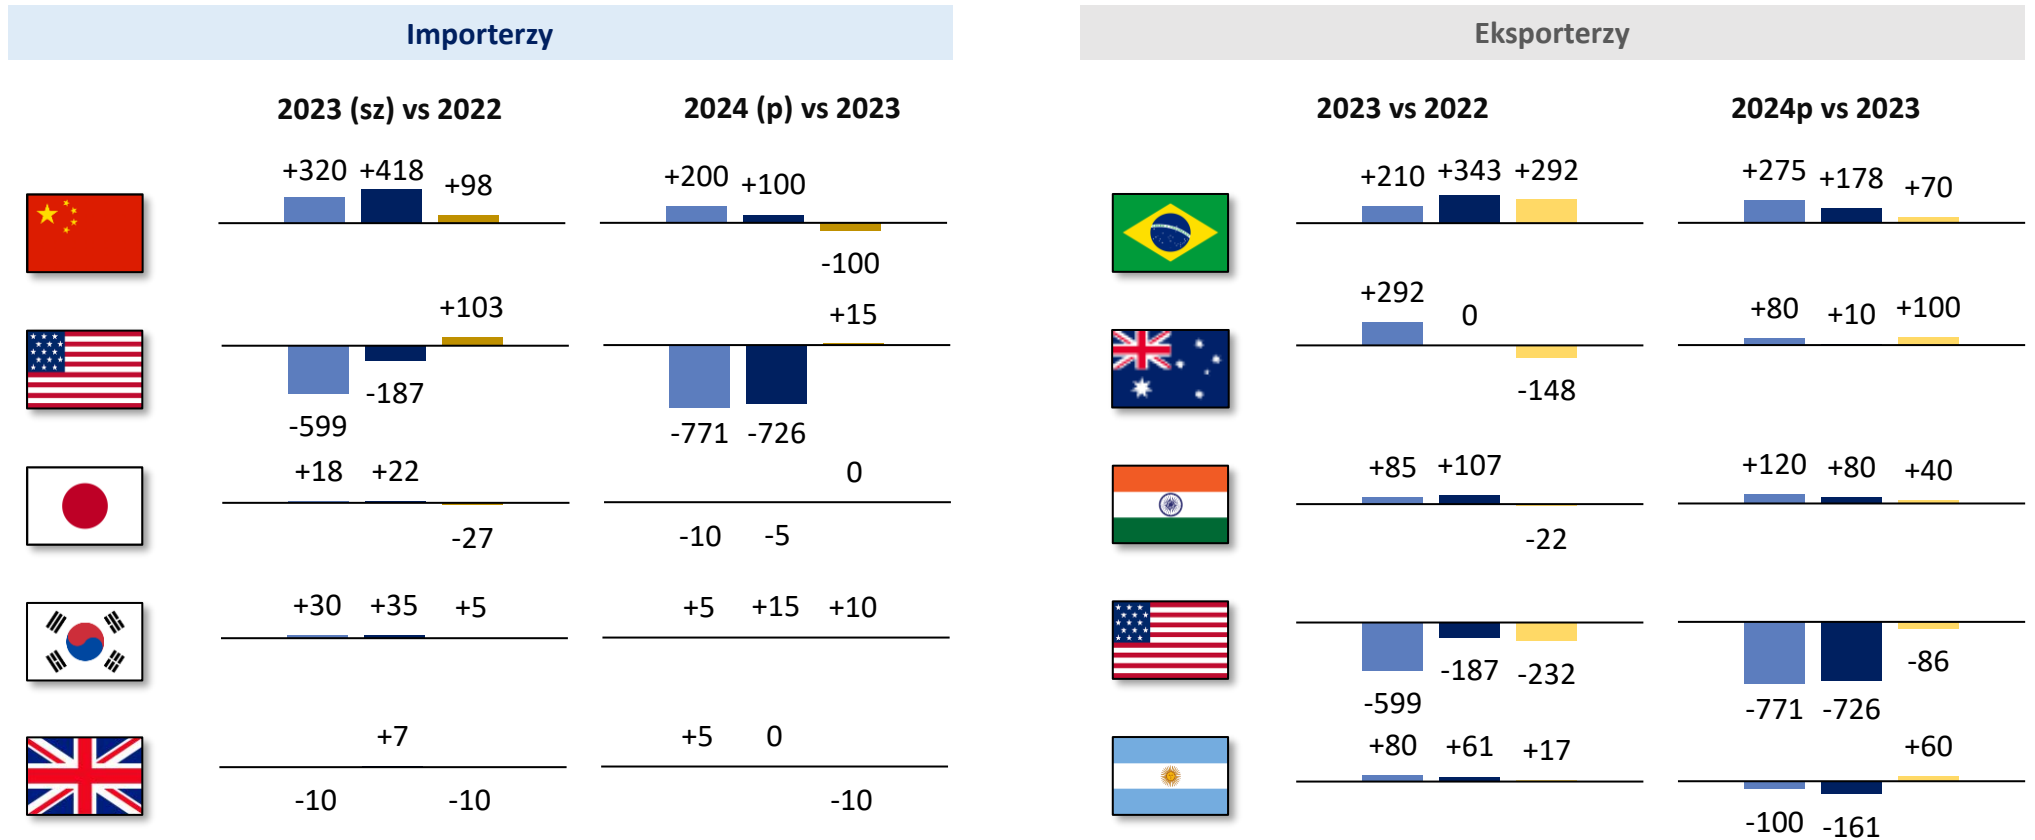 Importerzy
2023 (sz) vs 2022
2024 (p) vs 2023
+320 +418 +98
+200 +100 -100
-599 -187 +103
-771 -726 +15
+18 +22 -27
-10 -5 0
+30 +35 +5
+5 +15 +10
-10 +7 -10
+5 0 -10
Eksporterzy
2023 vs 2022
2024p vs 2023
+210 +343 +292
+275 +178 +70
+292 0 -148
+80 +10 +100
+85 +107 -22
+120 +80 +40
-599 -187 -232
-771 -726 -86
+80 +61 +17
-100 -161 +60